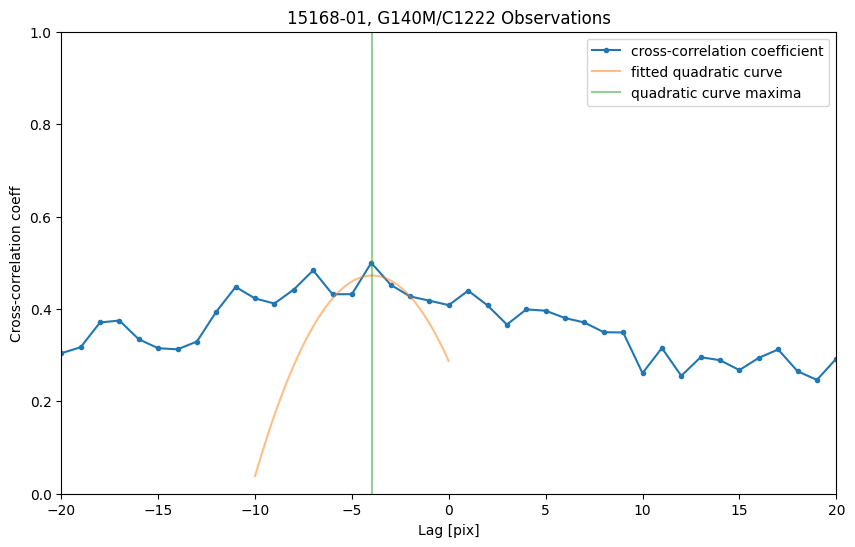 15168-01, G140M/C1222 Observations
cross-correlation coefficient
fitted quadratic curve
quadratic curve maxima
Cross-correlation coeff
1.0
0.8
0.6
0.4
0.2
0.0
−20 −15 −10 −5 0 5 10 15 20
Lag [pix]